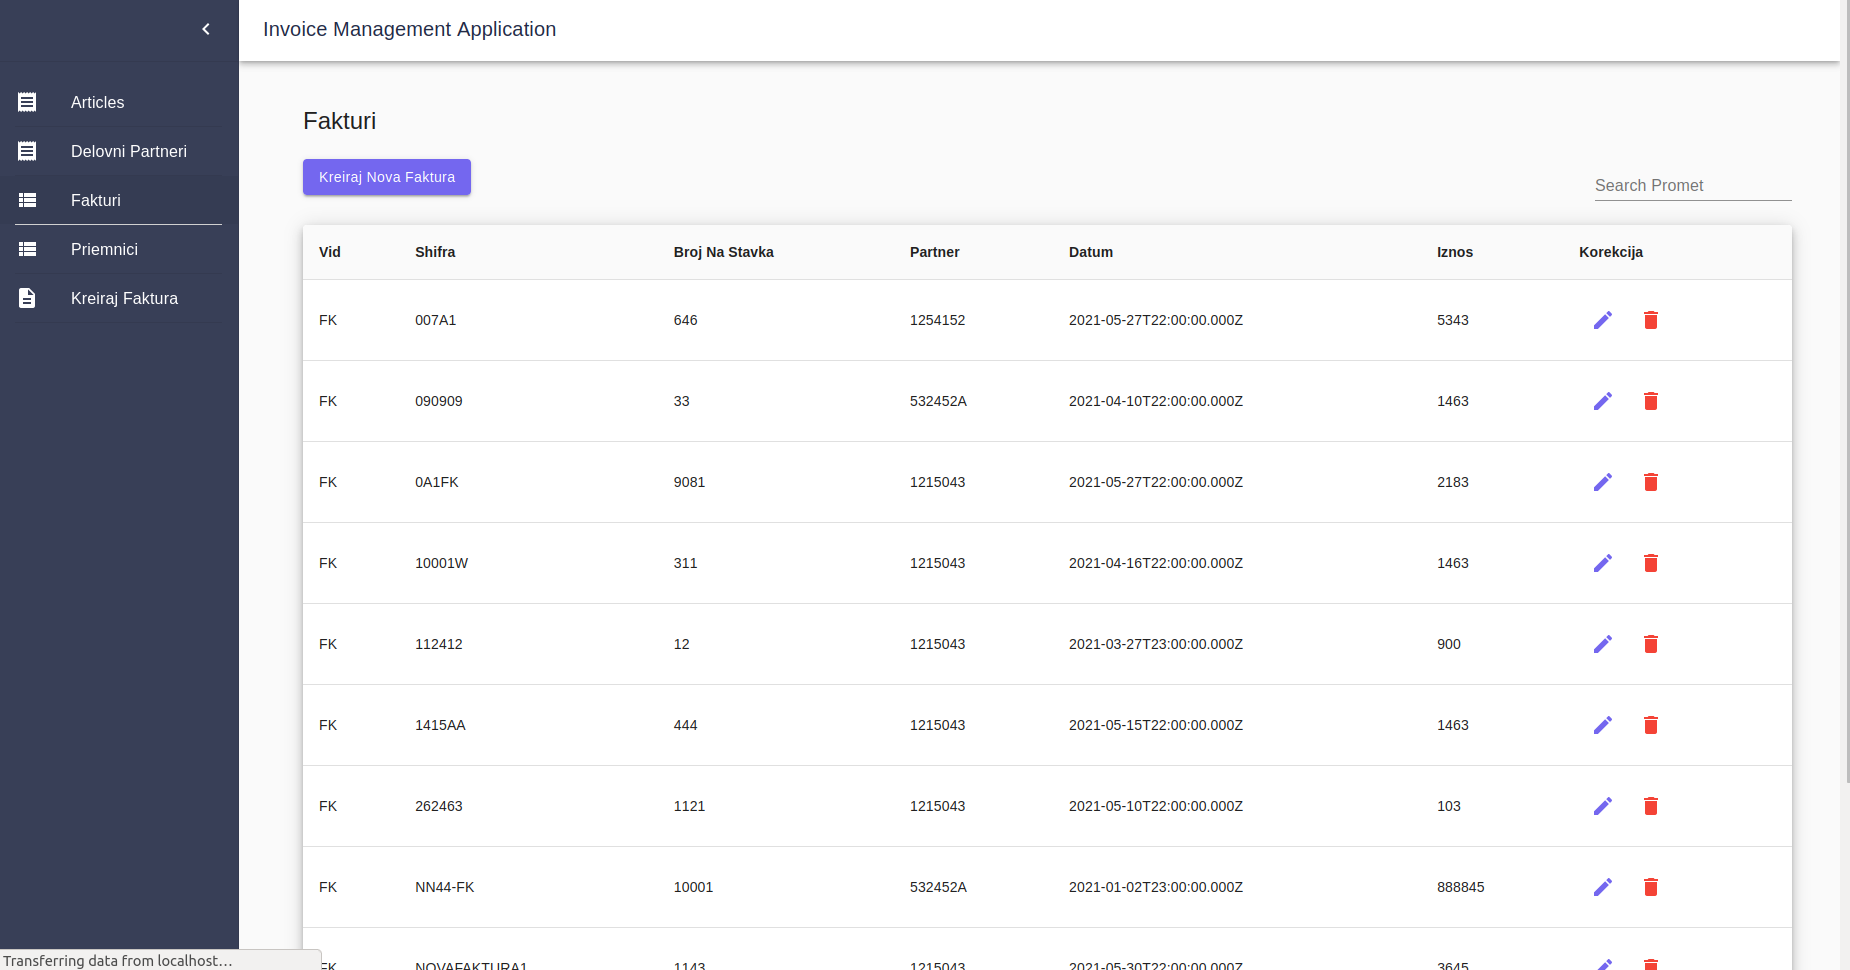 Invoice Management Application
Articles
Delovni Partneri
Fakturi
Priemnici
Kreiraj Faktura
Fakturi
Kreiraj Nova Faktura
Search Promet
Vid Shifra Broj Na Stavka Partner Datum Iznos Korekcija
FK 007A1 646 1254152 2021-05-27T22:00:00.000Z 5343
FK 090909 33 532452A 2021-04-10T22:00:00.000Z 1463
FK 0A1FK 9081 1215043 2021-05-27T22:00:00.000Z 2183
FK 10001W 311 1215043 2021-04-16T22:00:00.000Z 1463
FK 112412 12 1215043 2021-03-27T23:00:00.000Z 900
FK 1415AA 444 1215043 2021-05-15T22:00:00.000Z 1463
FK 262463 1121 1215043 2021-05-10T22:00:00.000Z 103
FK NN44-FK 10001 532452A 2021-01-02T23:00:00.000Z 888845
FK NOVAFAKTURA1 1143 1215043 2021-05-30T22:00:00.000Z 3645
Transferring data from localhost…